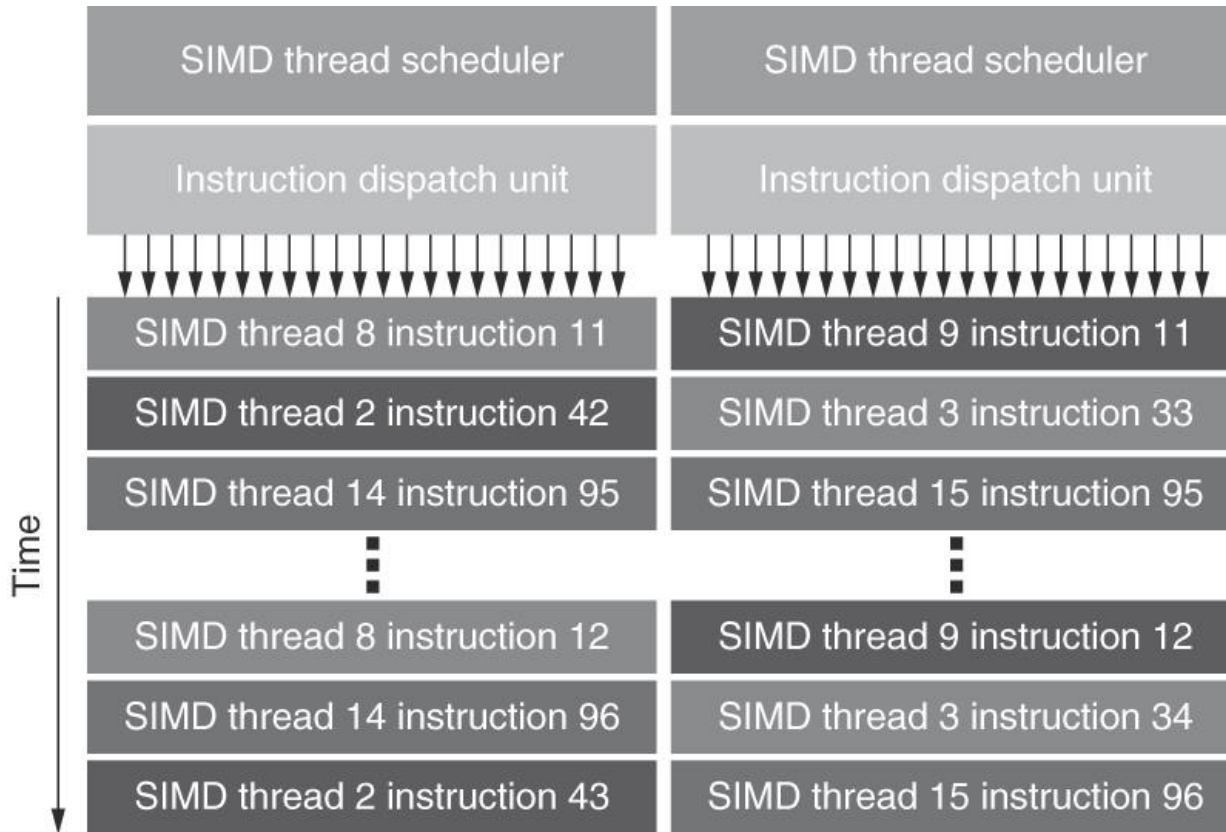 SIMD thread scheduler
SIMD thread scheduler
Instruction dispatch unit
Instruction dispatch unit
Time
SIMD thread 8 instruction 11
SIMD thread 9 instruction 11
SIMD thread 2 instruction 42
SIMD thread 3 instruction 33
SIMD thread 14 instruction 95
SIMD thread 15 instruction 95
SIMD thread 8 instruction 12
SIMD thread 9 instruction 12
SIMD thread 14 instruction 96
SIMD thread 3 instruction 34
SIMD thread 2 instruction 43
SIMD thread 15 instruction 96